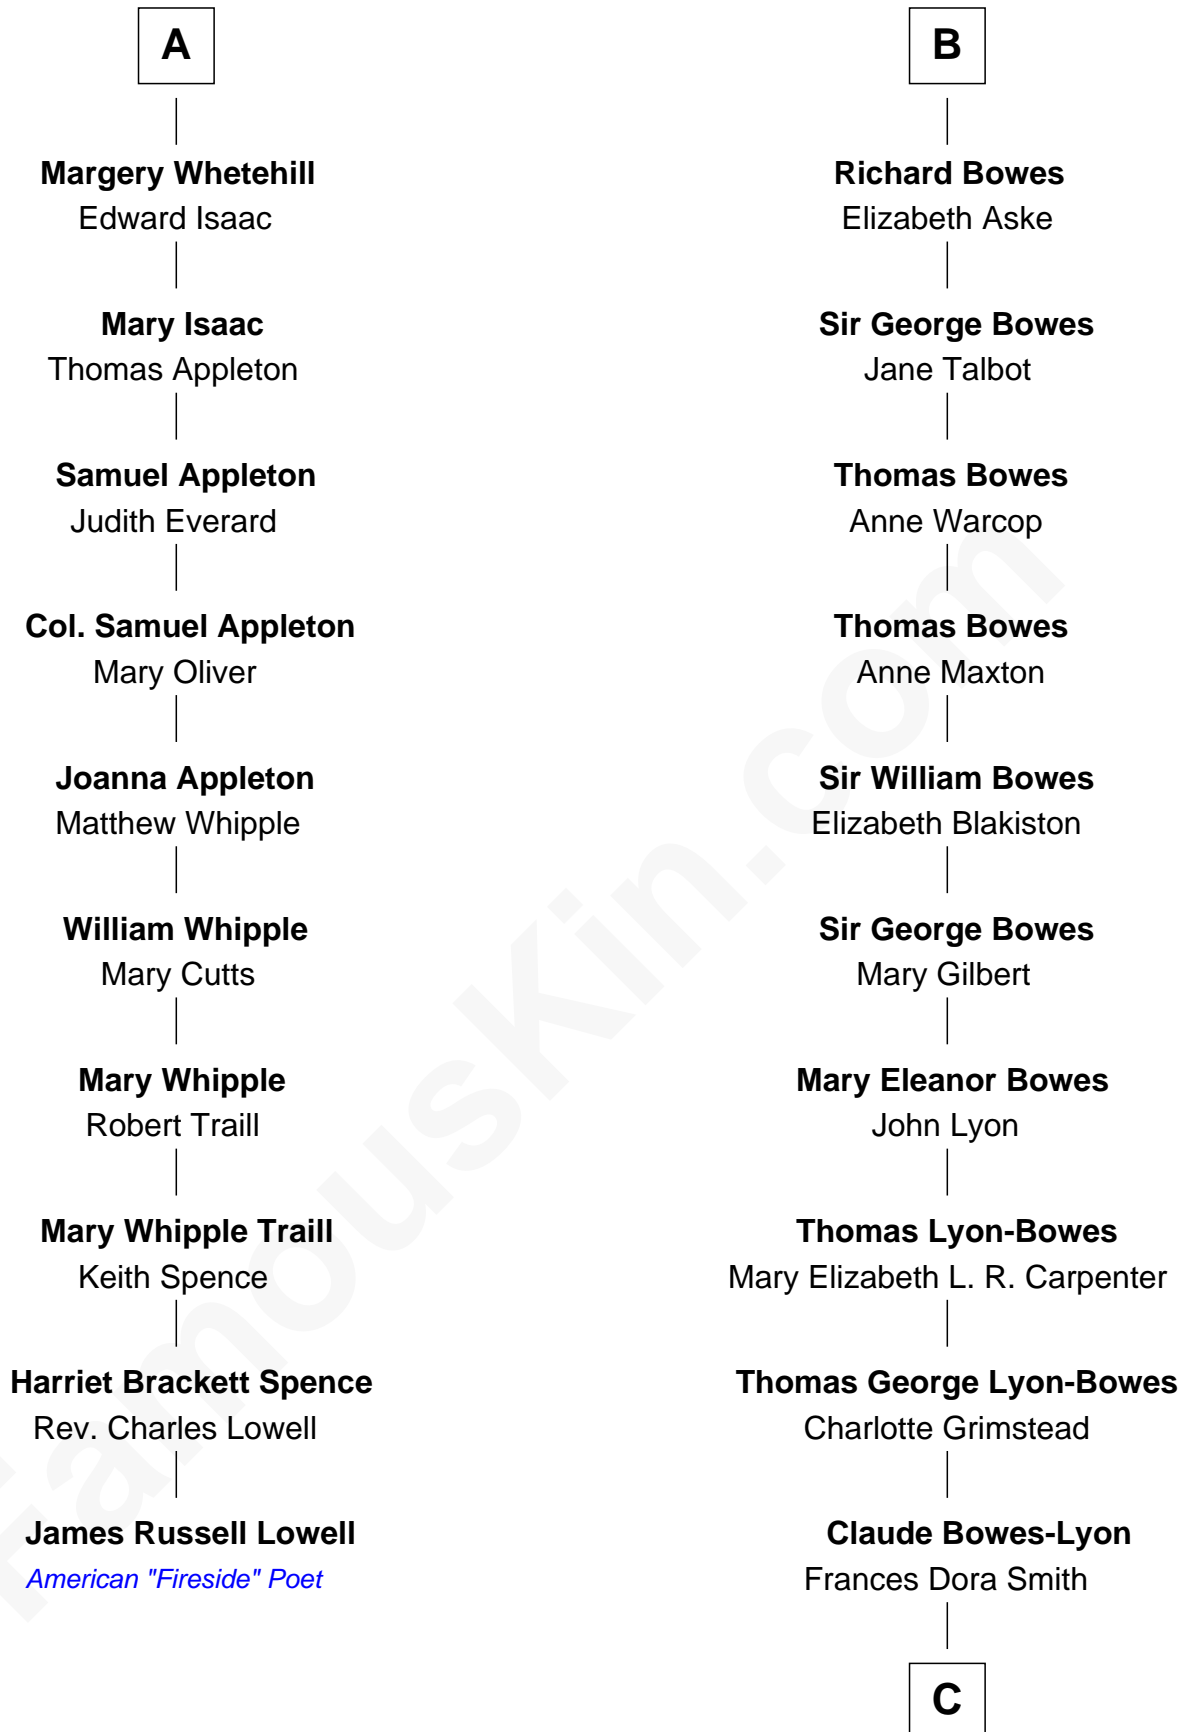 A
Margery Whetehill
Edward Isaac
Mary Isaac
Thomas Appleton
Samuel Appleton
Judith Everard
Col. Samuel Appleton
Mary Oliver
Joanna Appleton
Matthew Whipple
William Whipple
Mary Cutts
Mary Whipple
Robert Traill
Mary Whipple Traill
Keith Spence
Harriet Brackett Spence
Rev. Charles Lowell
James Russell Lowell
American "Fireside" Poet
B
Richard Bowes
Elizabeth Aske
Sir George Bowes
Jane Talbot
Thomas Bowes
Anne Warcop
Thomas Bowes
Anne Maxton
Sir William Bowes
Elizabeth Blakiston
Sir George Bowes
Mary Gilbert
Mary Eleanor Bowes
John Lyon
Thomas Lyon-Bowes
Mary Elizabeth L. R. Carpenter
Thomas George Lyon-Bowes
Charlotte Grimstead
Claude Bowes-Lyon
Frances Dora Smith
C
FamousKin.com